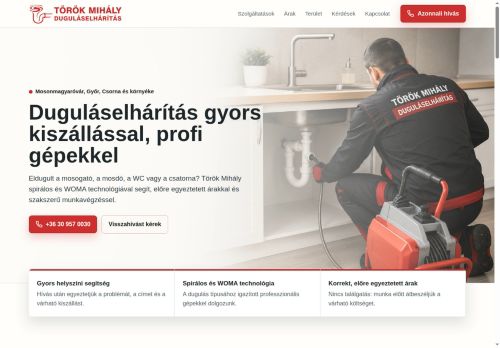 TÖRÖK MIHÁLY
DUGULÁSELHÁRÍTÁS
Szolgáltatások
Árak
Terület
Kérdések
Kapcsolat
Azonnali hívás
Mosonmagyaróvár, Győr, Csorna és környéke
Duguláselhárítás gyors
kiszállással, profi
gépekkel
Eldugult a mosogató, a mosdó, a WC vagy a csatorna? Török Mihály
spirálos és WOMA technológiával segít, előre egyeztetett árakkal és
szakszerű munkavégzéssel.
+36 30 957 0030
Visszahívást kérek
TÖRÖK MIHÁLY
DUGULÁSELHÁRÍTÁS
Gyors helyszíni segítség
Hívás után egyeztetjük a problémát, a címet és a
várható kiszállást.
Spirálos és WOMA technológia
A dugulás típusához igazított professzionális
gépekkel dolgozunk.
Korrekt, előre egyeztetett árak
Nincs találgatás: munka előtt átbeszéljük a
várható költséget.